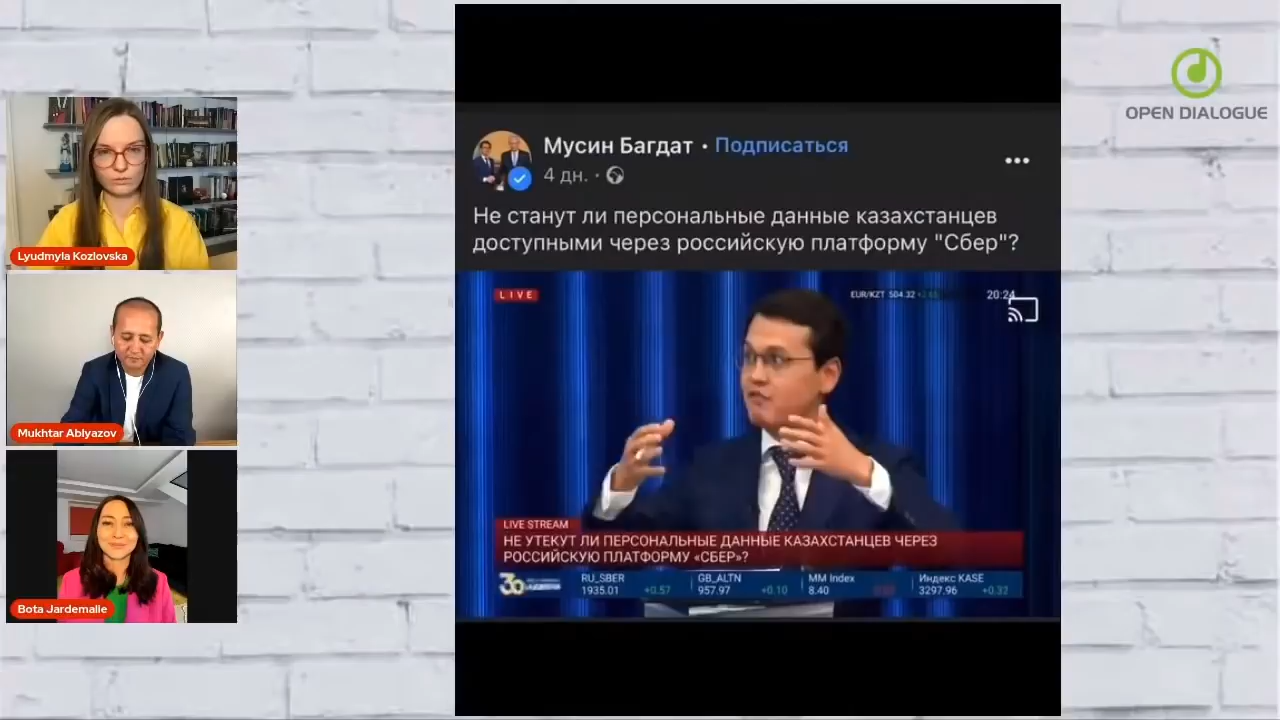 OPEN DIALOGUE
Lyudmyla Kozlovska
Mukhtar Ablyazov
Bota Jardemalie
Мусин Багдат • Подписаться
4 дн. ·
Не станут ли персональные данные казахстанцев
доступными через российскую платформу "Сбер"?
LIVE
EUR/KZT 504.32
20:24
LIVE STREAM
НЕ УТЕКУТ ЛИ ПЕРСОНАЛЬНЫЕ ДАННЫЕ КАЗАХСТАНЦЕВ ЧЕРЕЗ
РОССИЙСКУЮ ПЛАТФОРМУ «СБЕР»?
30
RU_SBER
1935.01 +0.57
GB_ALTN
957.97 +0.10
MM Index
8.40
Индекс KASE
3297.96 +0.32